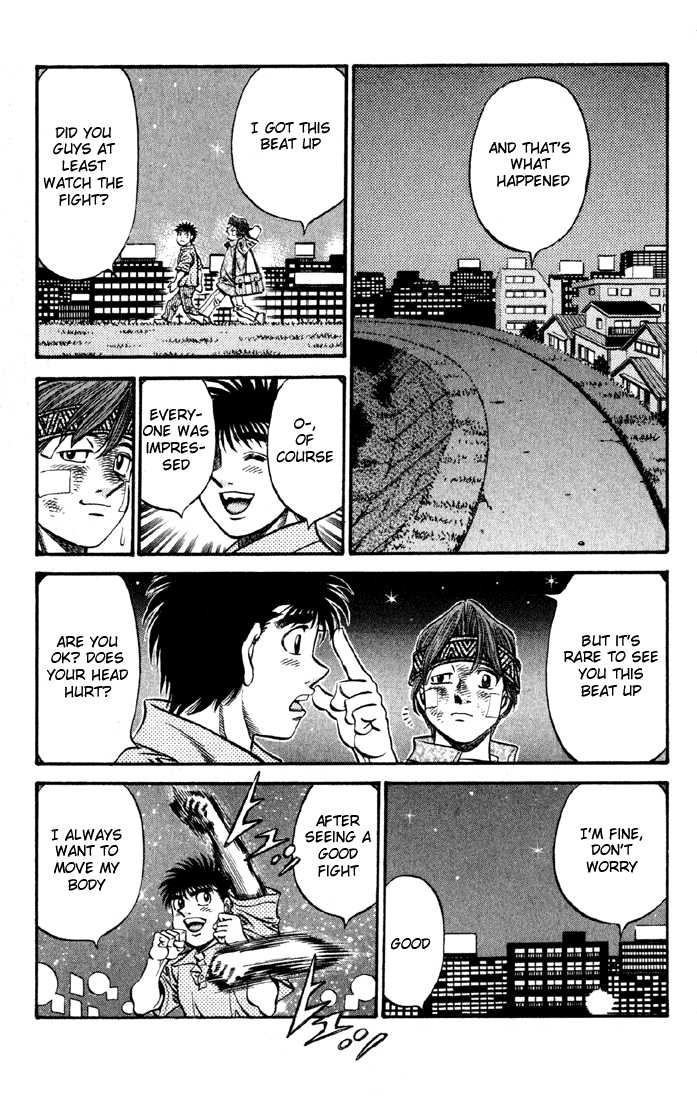 AND THAT'S
WHAT
HAPPENED
I GOT THIS
BEAT UP
DID YOU
GUYS AT
LEAST
WATCH THE
FIGHT?
O-,
OF
COURSE
EVERY-
ONE WAS
IMPRES-
SED
BUT IT'S
RARE TO SEE
YOU THIS
BEAT UP
ARE YOU
OK? DOES
YOUR HEAD
HURT?
I'M FINE,
DON'T
WORRY
GOOD
AFTER
SEEING A
GOOD
FIGHT
I ALWAYS
WANT TO
MOVE MY
BODY